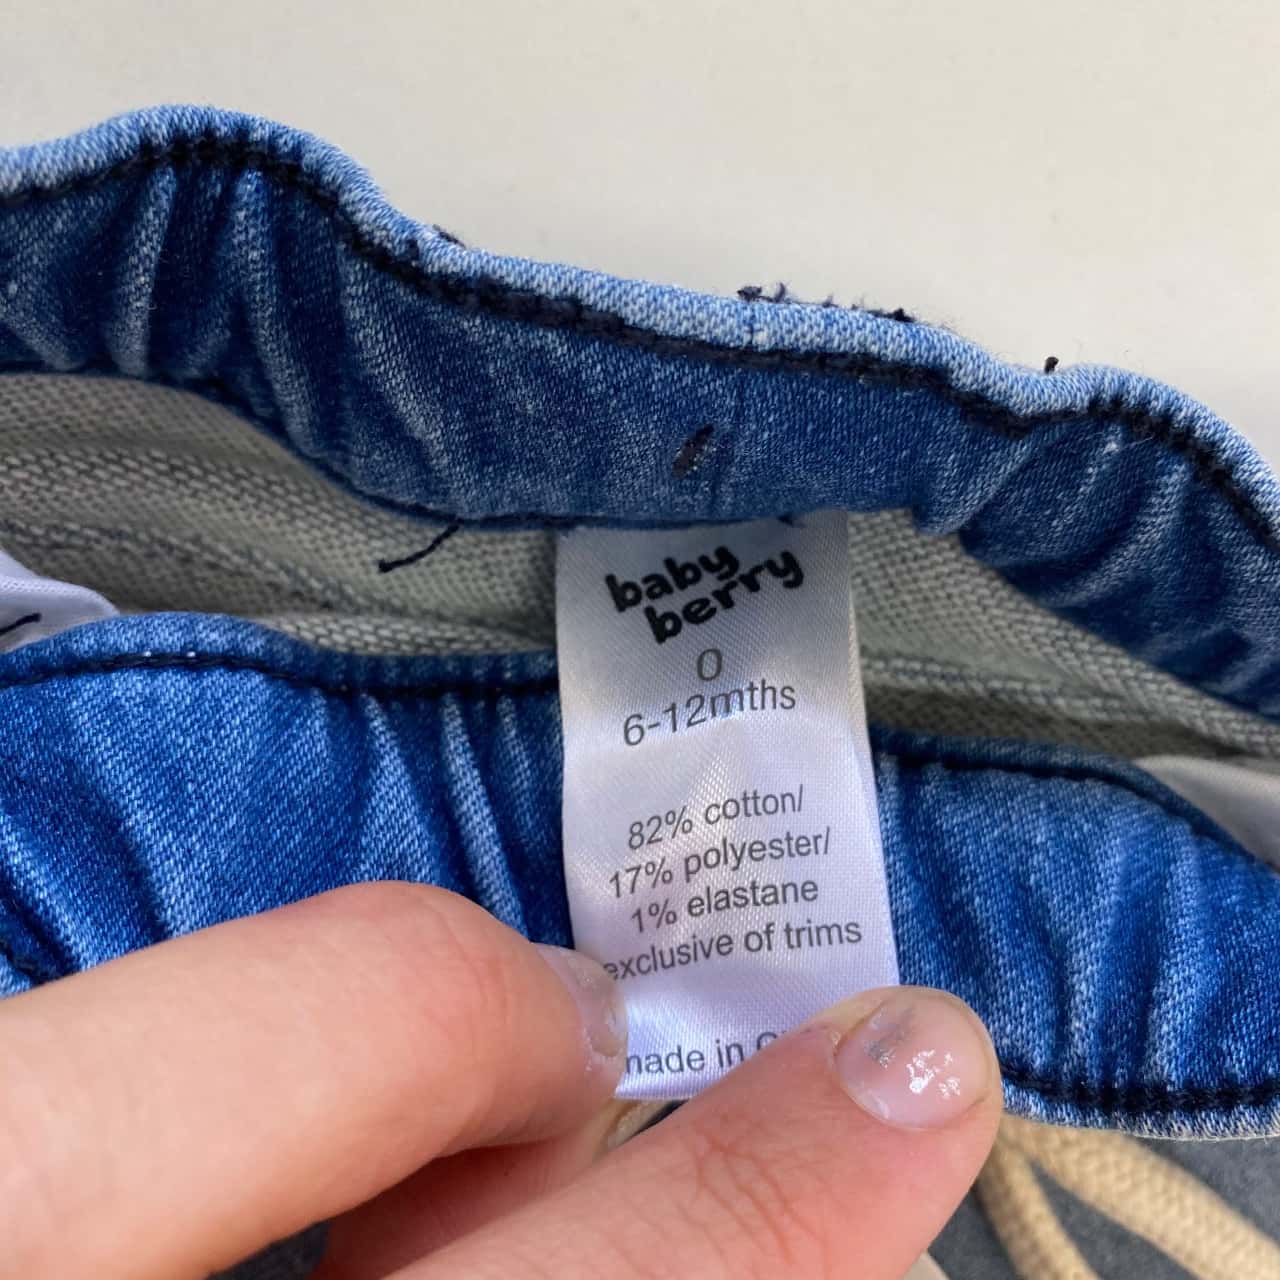 baby
berry
0
6-12mths
82% cotton/
17% polyester/
1% elastane
exclusive of trims
made in